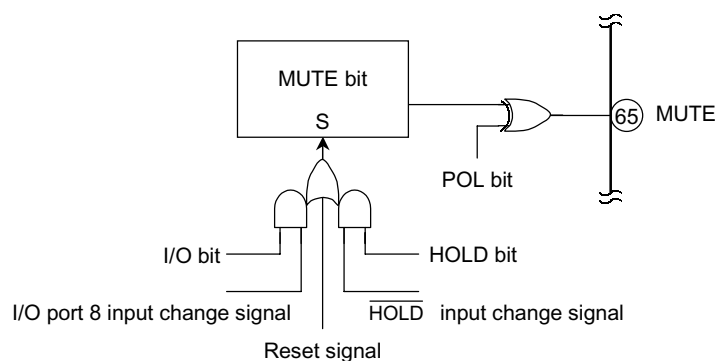 MUTE bit
S
65 MUTE
POL bit
I/O bit
HOLD bit
I/O port 8 input change signal
H̅O̅L̅D̅ input change signal
Reset signal